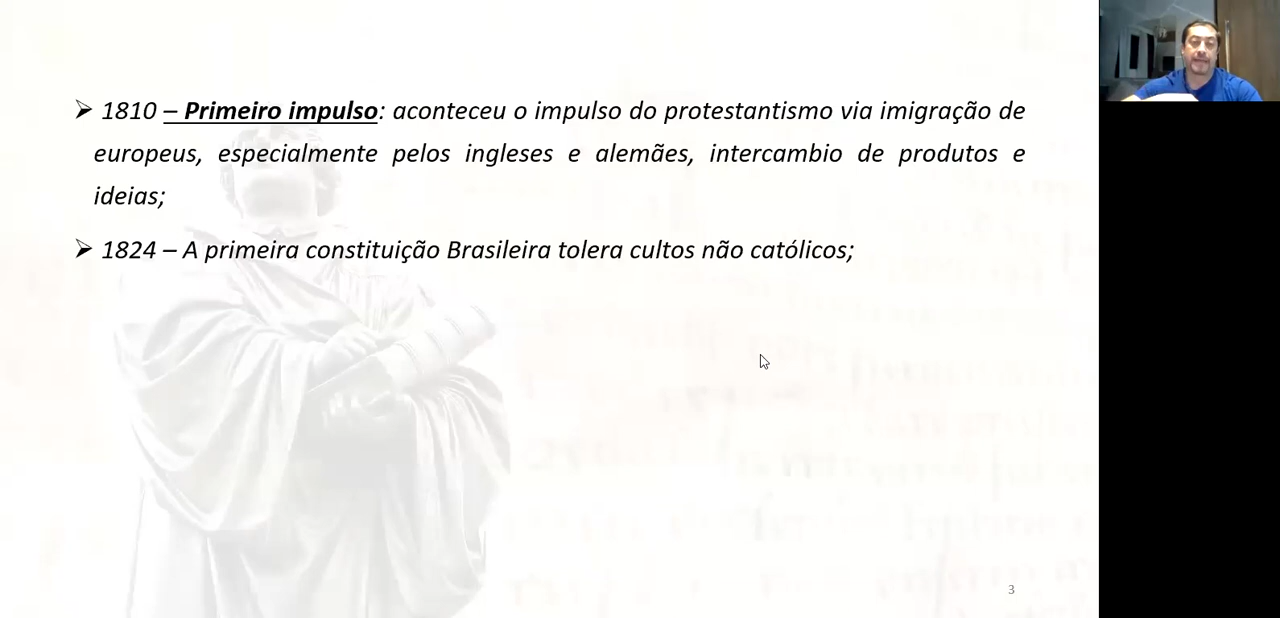 ➢ 1810 – Primeiro impulso: aconteceu o impulso do protestantismo via imigração de
europeus, especialmente pelos ingleses e alemães, intercambio de produtos e
ideias;
➢ 1824 – A primeira constituição Brasileira tolera cultos não católicos;
3